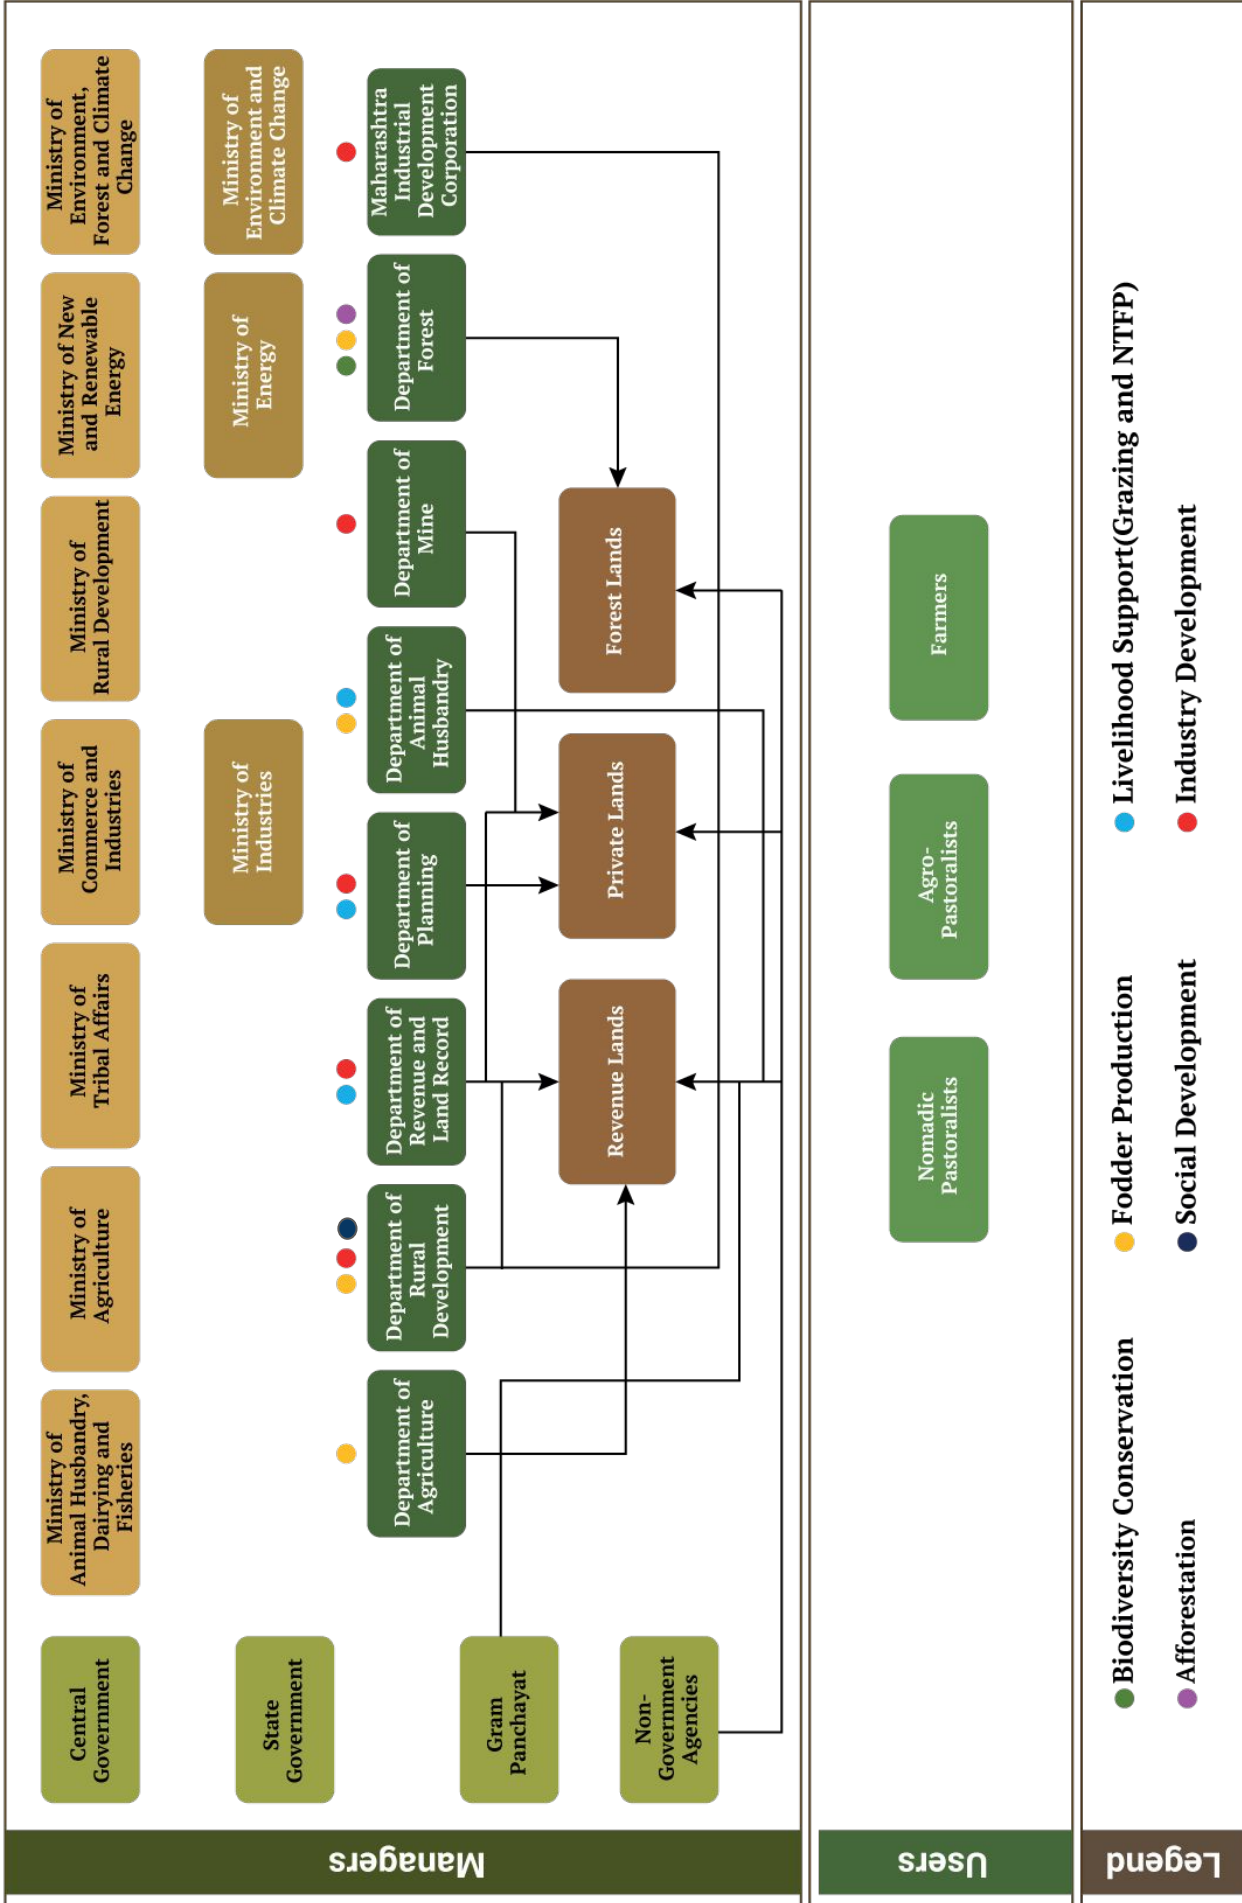 Managers
Central
Government
Ministry of
Animal Husbandry,
Dairying and
Fisheries
Ministry of
Agriculture
Ministry of
Tribal Affairs
Ministry of
Commerce and
Industries
Ministry of
Rural Development
Ministry of New
and Renewable
Energy
Ministry of
Environment,
Forest and Climate
Change
State
Government
Ministry of
Industries
Ministry of
Energy
Ministry of
Environment and
Climate Change
Department of
Agriculture
Department of
Rural
Development
Department of
Revenue and
Land Record
Department of
Planning
Department of
Animal
Husbandry
Department of
Mine
Department of
Forest
Maharashtra
Industrial
Development
Corporation
Gram
Panchayat
Revenue Lands
Private Lands
Forest Lands
Non-
Government
Agencies
Users
Nomadic
Pastoralists
Agro-
Pastoralists
Farmers
Legend
Biodiversity Conservation
Fodder Production
Livelihood Support(Grazing and NTFP)
Afforestation
Social Development
Industry Development